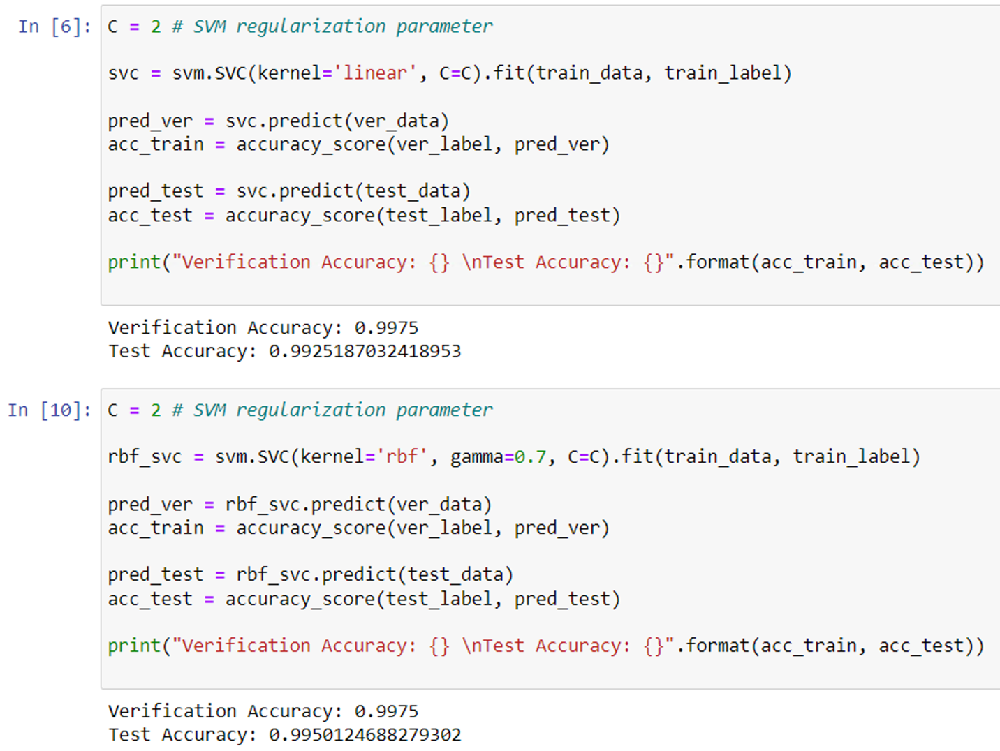 In [6]: C = 2 # SVM regularization parameter
svc = svm.SVC(kernel='linear', C=C).fit(train_data, train_label)
pred_ver = svc.predict(ver_data)
acc_train = accuracy_score(ver_label, pred_ver)
pred_test = svc.predict(test_data)
acc_test = accuracy_score(test_label, pred_test)
print("Verification Accuracy: {} \nTest Accuracy: {}".format(acc_train, acc_test))
Verification Accuracy: 0.9975
Test Accuracy: 0.9925187032418953
In [10]: C = 2 # SVM regularization parameter
rbf_svc = svm.SVC(kernel='rbf', gamma=0.7, C=C).fit(train_data, train_label)
pred_ver = rbf_svc.predict(ver_data)
acc_train = accuracy_score(ver_label, pred_ver)
pred_test = rbf_svc.predict(test_data)
acc_test = accuracy_score(test_label, pred_test)
print("Verification Accuracy: {} \nTest Accuracy: {}".format(acc_train, acc_test))
Verification Accuracy: 0.9975
Test Accuracy: 0.9950124688279302